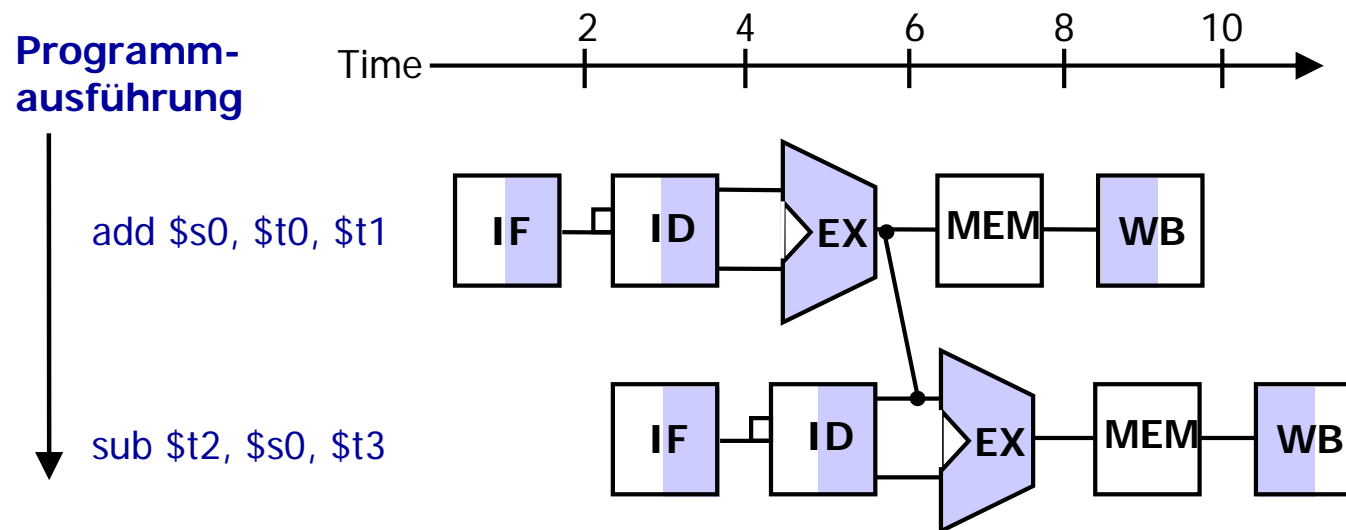 2 4 6 8 10
Programm-
Time
ausführung
add $s0, $t0, $t1
IF ID EX MEM WB
sub $t2, $s0, $t3
IF ID EX MEM WB